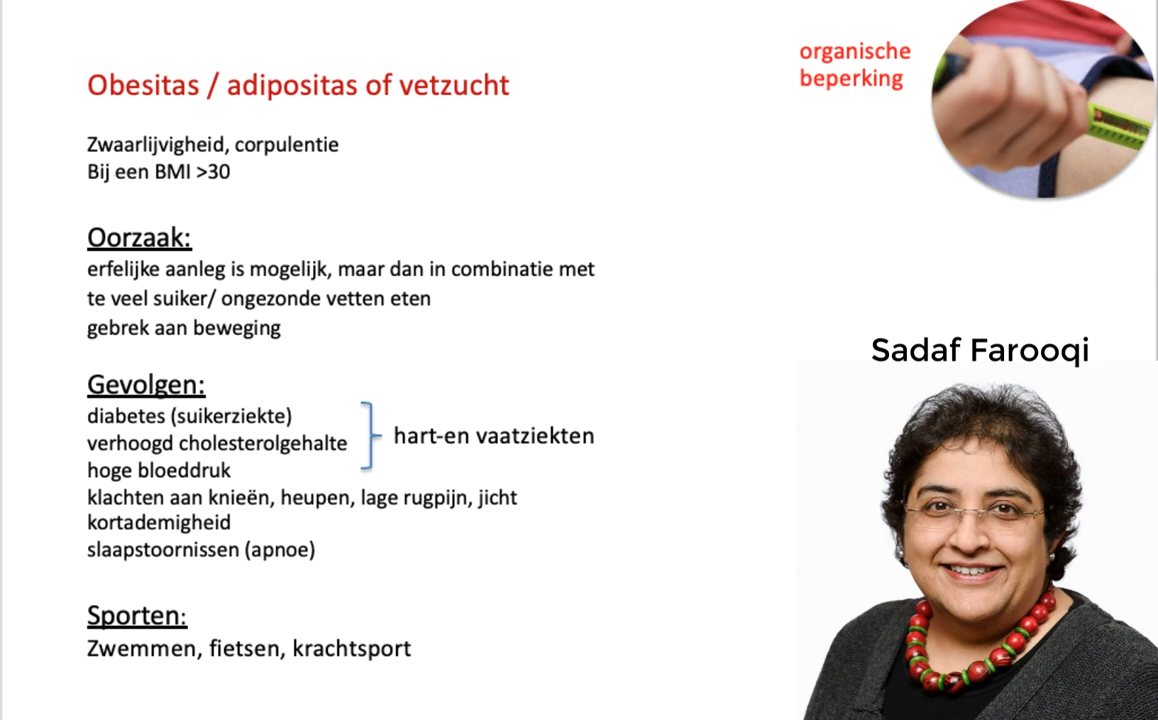 organische
beperking
Obesitas / adipositas of vetzucht
Zwaarlijvigheid, corpulentie
Bij een BMI >30
Oorzaak:
erfelijke aanleg is mogelijk, maar dan in combinatie met
te veel suiker/ ongezonde vetten eten
gebrek aan beweging
Sadaf Farooqi
Gevolgen:
diabetes (suikerziekte)
verhoogd cholesterolgehalte
hart-en vaatziekten
hoge bloeddruk
klachten aan knieën, heupen, lage rugpijn, jicht
kortademigheid
slaapstoornissen (apnoe)
Sporten:
Zwemmen, fietsen, krachtsport